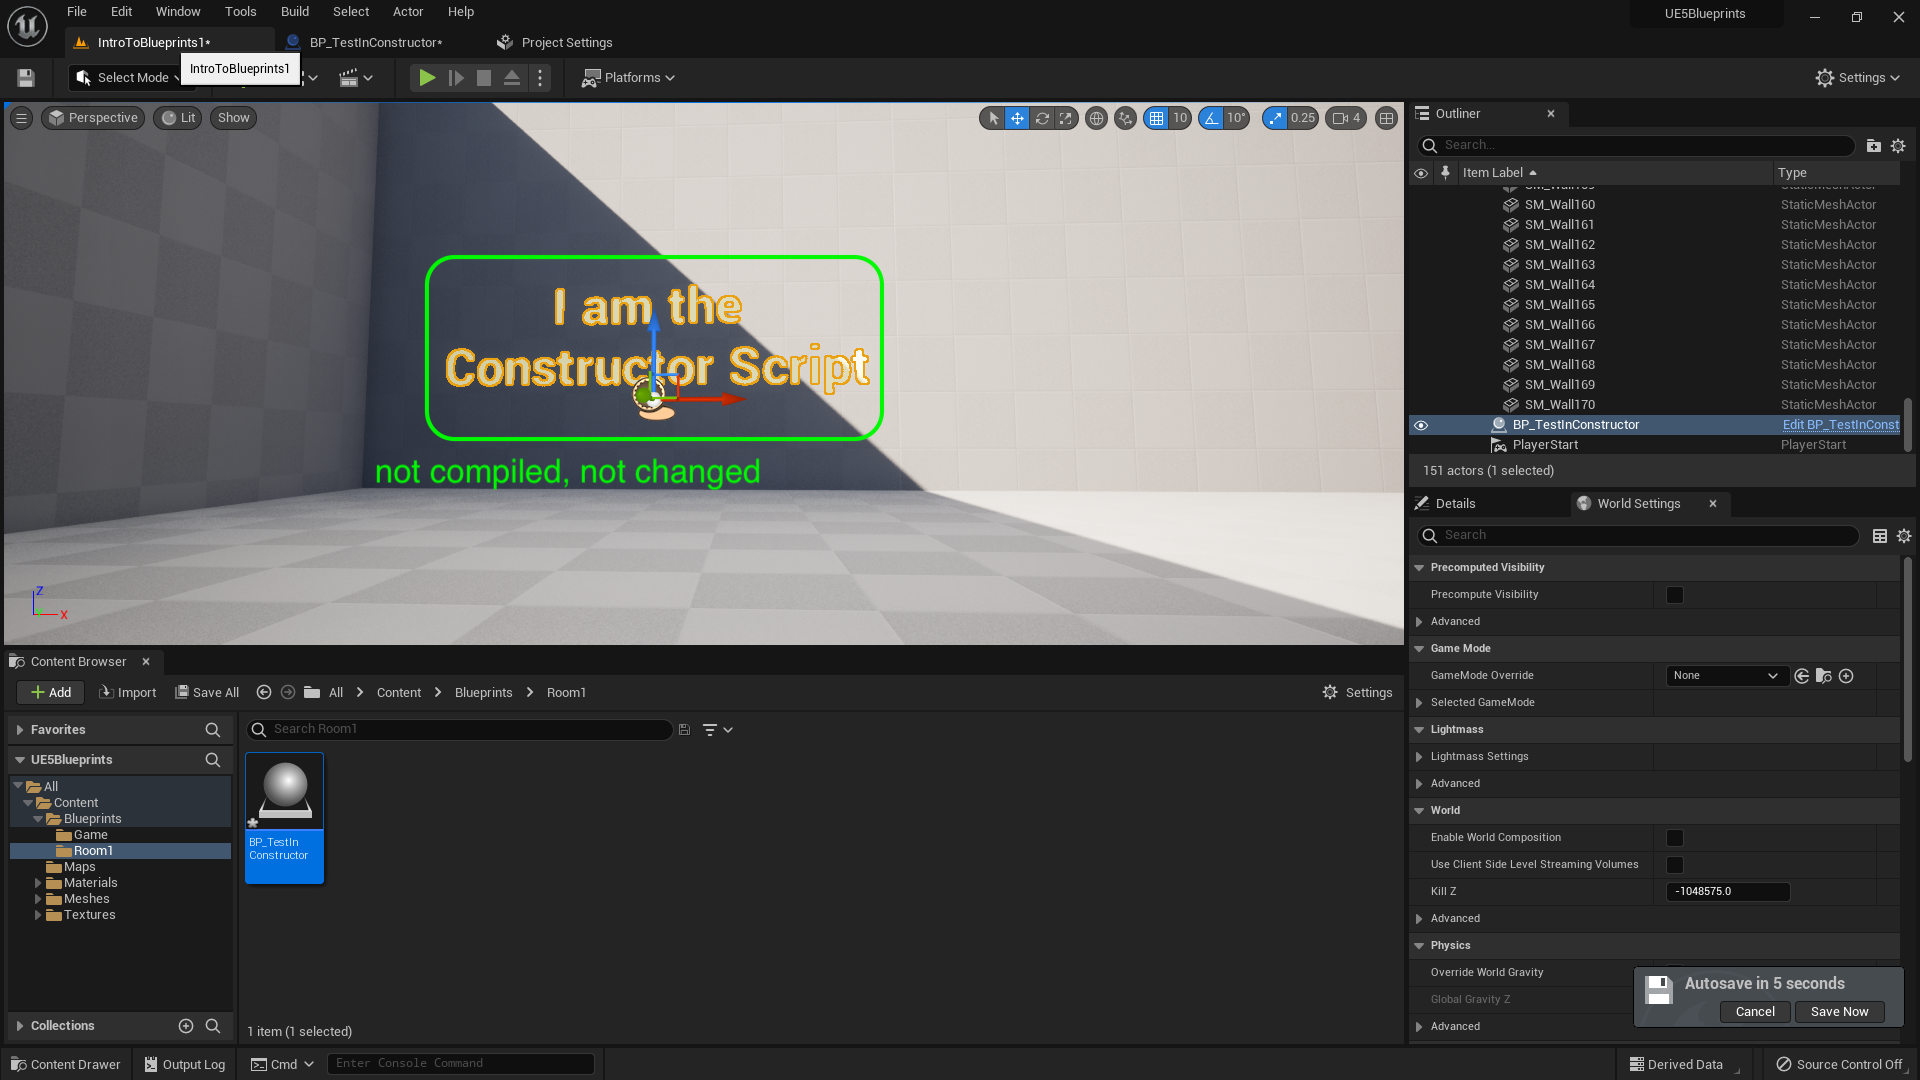 File Edit Window Tools Build Select Actor Help
UE5Blueprints
IntroToBlueprints1* BP_TestInConstructor* Project Settings
IntroToBlueprints1
Select Mode
Platforms
Settings
Perspective Lit Show
10 10° 0.25 4
I am the
Constructor Script
not compiled, not changed
Z
X
Outliner
Search...
Item Label Type
SM_Wall160 StaticMeshActor
SM_Wall161 StaticMeshActor
SM_Wall162 StaticMeshActor
SM_Wall163 StaticMeshActor
SM_Wall164 StaticMeshActor
SM_Wall165 StaticMeshActor
SM_Wall166 StaticMeshActor
SM_Wall167 StaticMeshActor
SM_Wall168 StaticMeshActor
SM_Wall169 StaticMeshActor
SM_Wall170 StaticMeshActor
BP_TestInConstructor Edit BP_TestInConst
PlayerStart PlayerStart
151 actors (1 selected)
Details World Settings
Search
Precomputed Visibility
Precompute Visibility
Advanced
Game Mode
GameMode Override None
Selected GameMode
Lightmass
Lightmass Settings
Advanced
World
Enable World Composition
Use Client Side Level Streaming Volumes
Kill Z -1048575.0
Advanced
Physics
Override World Gravity
Global Gravity Z
Advanced
Autosave in 5 seconds
Cancel Save Now
Content Browser
Add Import Save All All Content Blueprints Room1 Settings
Favorites
UE5Blueprints
All
Content
Blueprints
Game
Room1
Maps
Materials
Meshes
Textures
Collections
Search Room1
BP_TestIn
Constructor
1 item (1 selected)
Content Drawer Output Log Cmd Enter Console Command
Derived Data Source Control Off